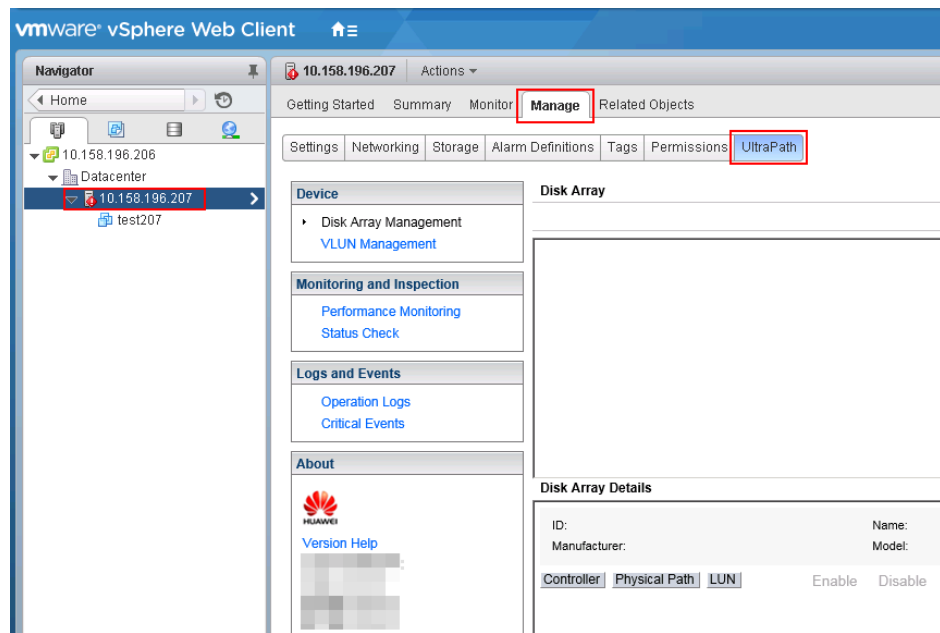 vmware® vSphere Web Client
Navigator
Home
10.158.196.206
Datacenter
10.158.196.207
test207
10.158.196.207 Actions
Getting Started Summary Monitor Manage Related Objects
Settings Networking Storage Alarm Definitions Tags Permissions UltraPath
Device
Disk Array Management
VLUN Management
Monitoring and Inspection
Performance Monitoring
Status Check
Logs and Events
Operation Logs
Critical Events
About
HUAWEI
Version Help
Disk Array
Disk Array Details
ID: Name:
Manufacturer: Model:
Controller Physical Path LUN Enable Disable